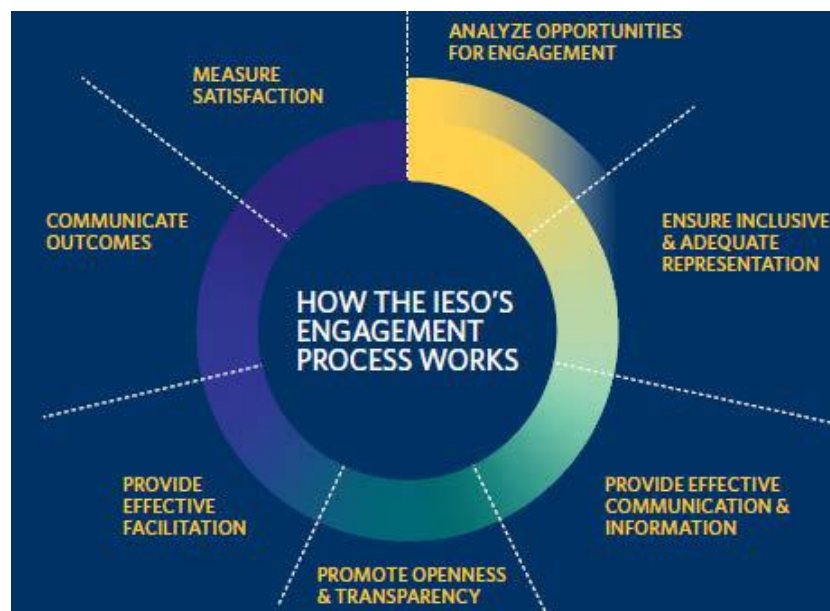 ANALYZE OPPORTUNITIES
FOR ENGAGEMENT
MEASURE
SATISFACTION
COMMUNICATE
OUTCOMES
ENSURE INCLUSIVE
& ADEQUATE
REPRESENTATION
HOW THE IESO'S
ENGAGEMENT
PROCESS WORKS
PROVIDE
EFFECTIVE
FACILITATION
PROVIDE EFFECTIVE
COMMUNICATION &
INFORMATION
PROMOTE OPENNESS
& TRANSPARENCY